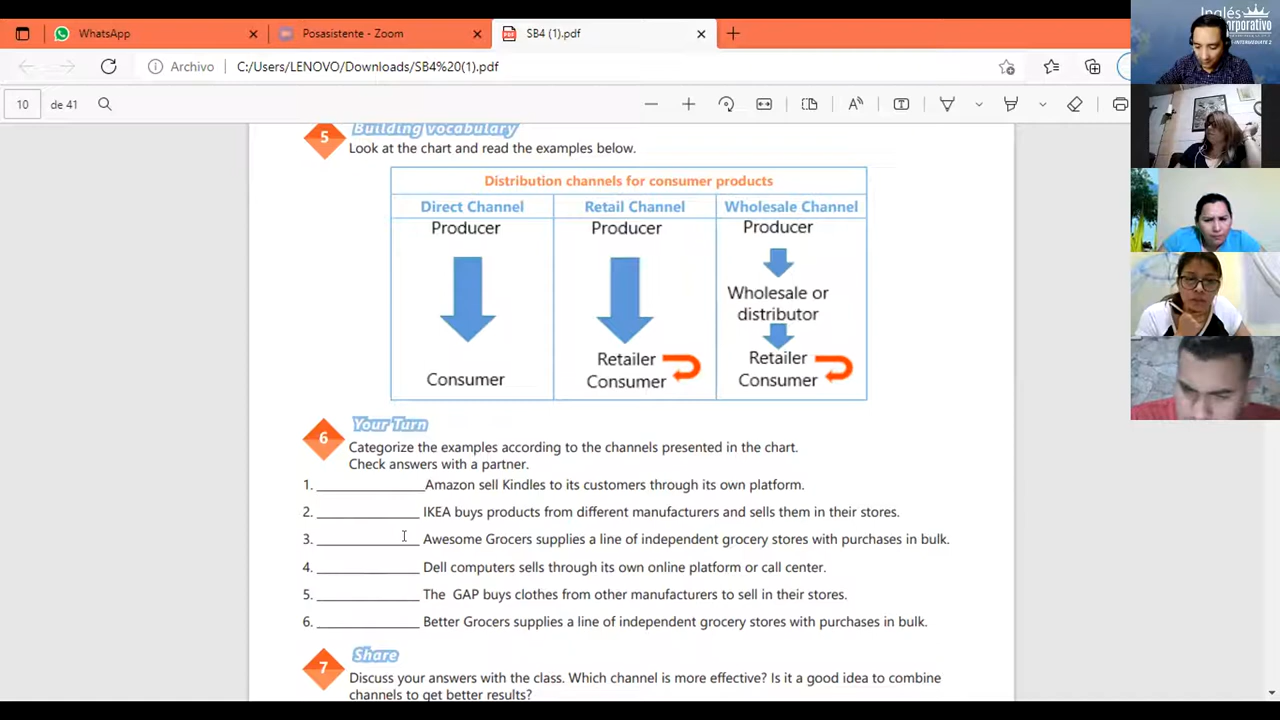 WhatsApp
Posasistente - Zoom
SB4 (1).pdf
Archivo
C:/Users/LENOVO/Downloads/SB4%20(1).pdf
10
de 41
Inglés
-INTERMEDIATE 2
5
Building vocabulary
Look at the chart and read the examples below.
Distribution channels for consumer products
Direct Channel
Retail Channel
Wholesale Channel
Producer
Producer
Producer
Wholesale or
distributor
Retailer
Retailer
Consumer
Consumer
Consumer
6
Your Turn
Categorize the examples according to the channels presented in the chart.
Check answers with a partner.
1. _______________Amazon sell Kindles to its customers through its own platform.
2. ______________ IKEA buys products from different manufacturers and sells them in their stores.
3. ______________ Awesome Grocers supplies a line of independent grocery stores with purchases in bulk.
4. ______________ Dell computers sells through its own online platform or call center.
5. ______________ The GAP buys clothes from other manufacturers to sell in their stores.
6. ______________ Better Grocers supplies a line of independent grocery stores with purchases in bulk.
7
Share
Discuss your answers with the class. Which channel is more effective? Is it a good idea to combine
channels to get better results?